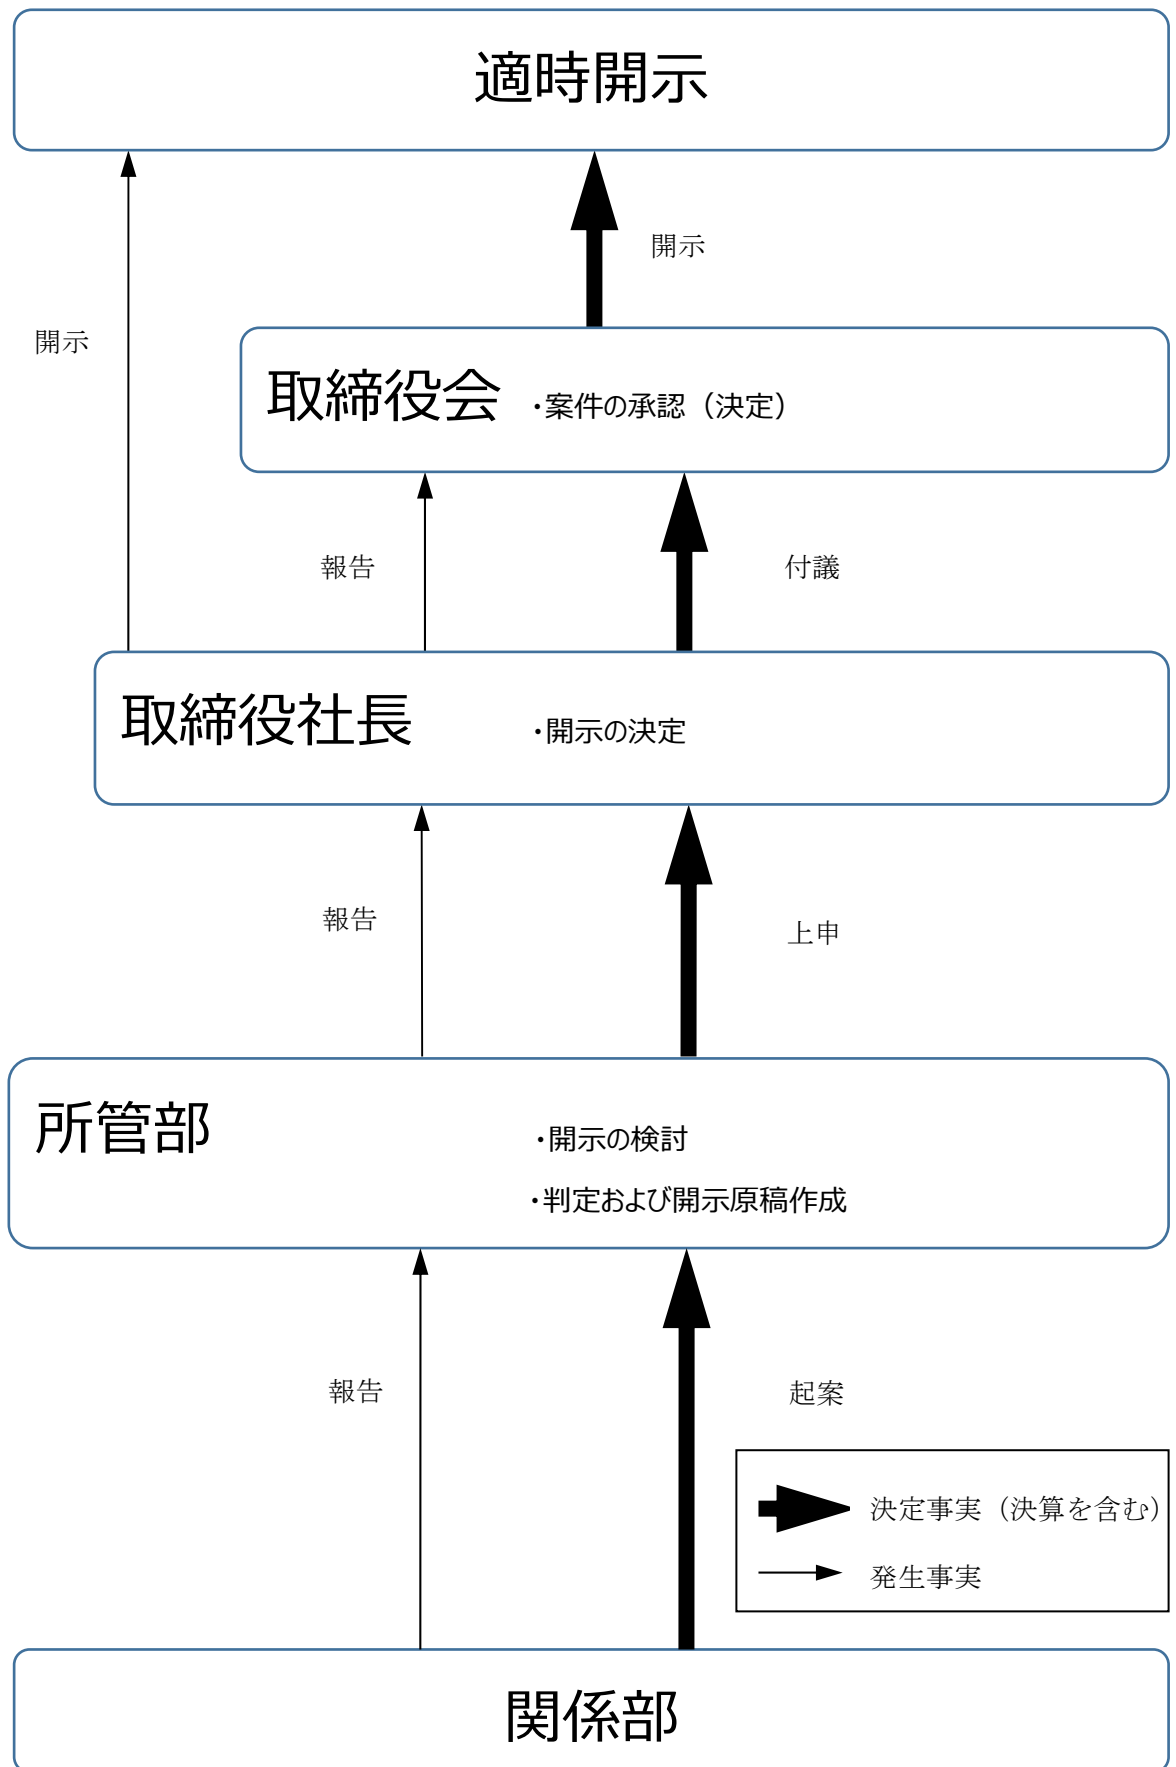 適時開示
開示
開示
取締役会 ・案件の承認（決定）
報告 付議
取締役社長 ・開示の決定
報告 上申
所管部 ・開示の検討
・判定および開示原稿作成
報告 起案
決定事実（決算を含む）
発生事実
関係部